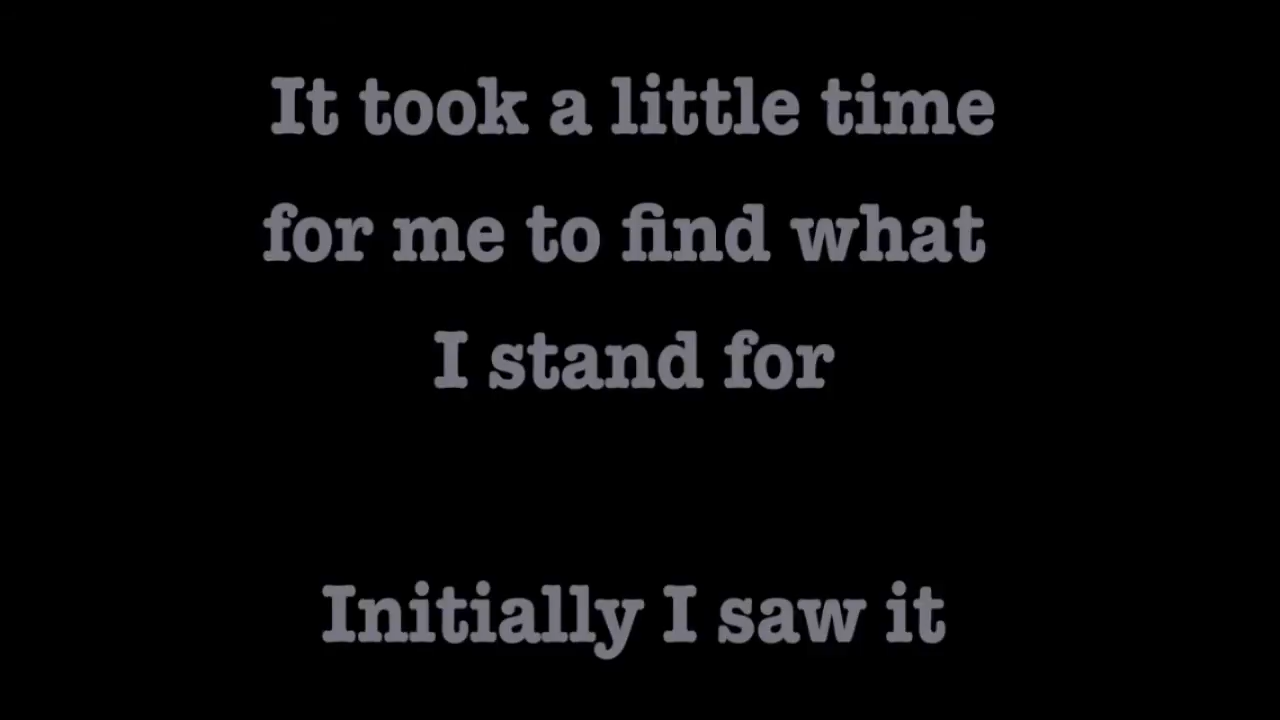 It took a little time
for me to find what
I stand for
Initially I saw it